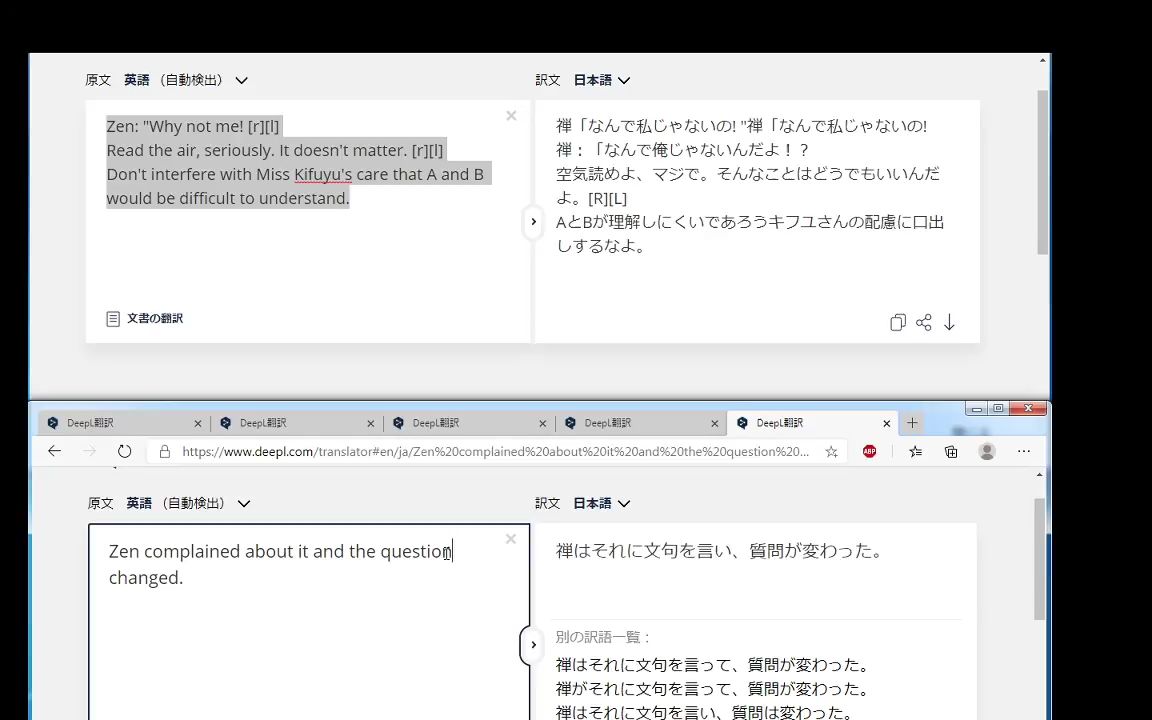 原文 英語 (自動検出)
訳文 日本語
Zen: "Why not me! [r][l]
Read the air, seriously. It doesn't matter. [r][l]
Don't interfere with Miss Kifuyu's care that A and B
would be difficult to understand.
文書の翻訳
禅「なんで私じゃないの! "禅「なんで私じゃないの!
禅：「なんで俺じゃないんだよ！？
空気読めよ、マジで。そんなことはどうでもいいんだ
よ。[R][L]
AとBが理解しにくいであろうキフユさんの配慮に口出
しするなよ。
DeepL翻訳
DeepL翻訳
DeepL翻訳
DeepL翻訳
DeepL翻訳
https://www.deepl.com/translator#en/ja/Zen%20complained%20about%20it%20and%20the%20question%20...
ABP
原文 英語 (自動検出)
訳文 日本語
Zen complained about it and the question
changed.
禅はそれに文句を言い、質問が変わった。
別の訳語一覧：
禅はそれに文句を言って、質問が変わった。
禅がそれに文句を言って、質問が変わった。
禅はそれに文句を言い、質問は変わった。